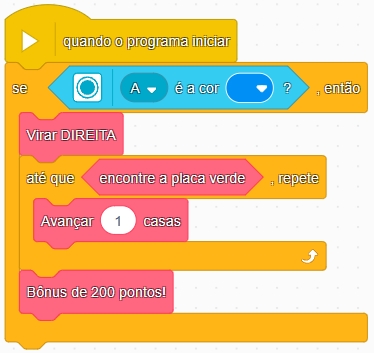 quando o programa iniciar
se A é a cor ? , então
Virar DIREITA
até que encontre a placa verde , repete
Avançar 1 casas
Bônus de 200 pontos!